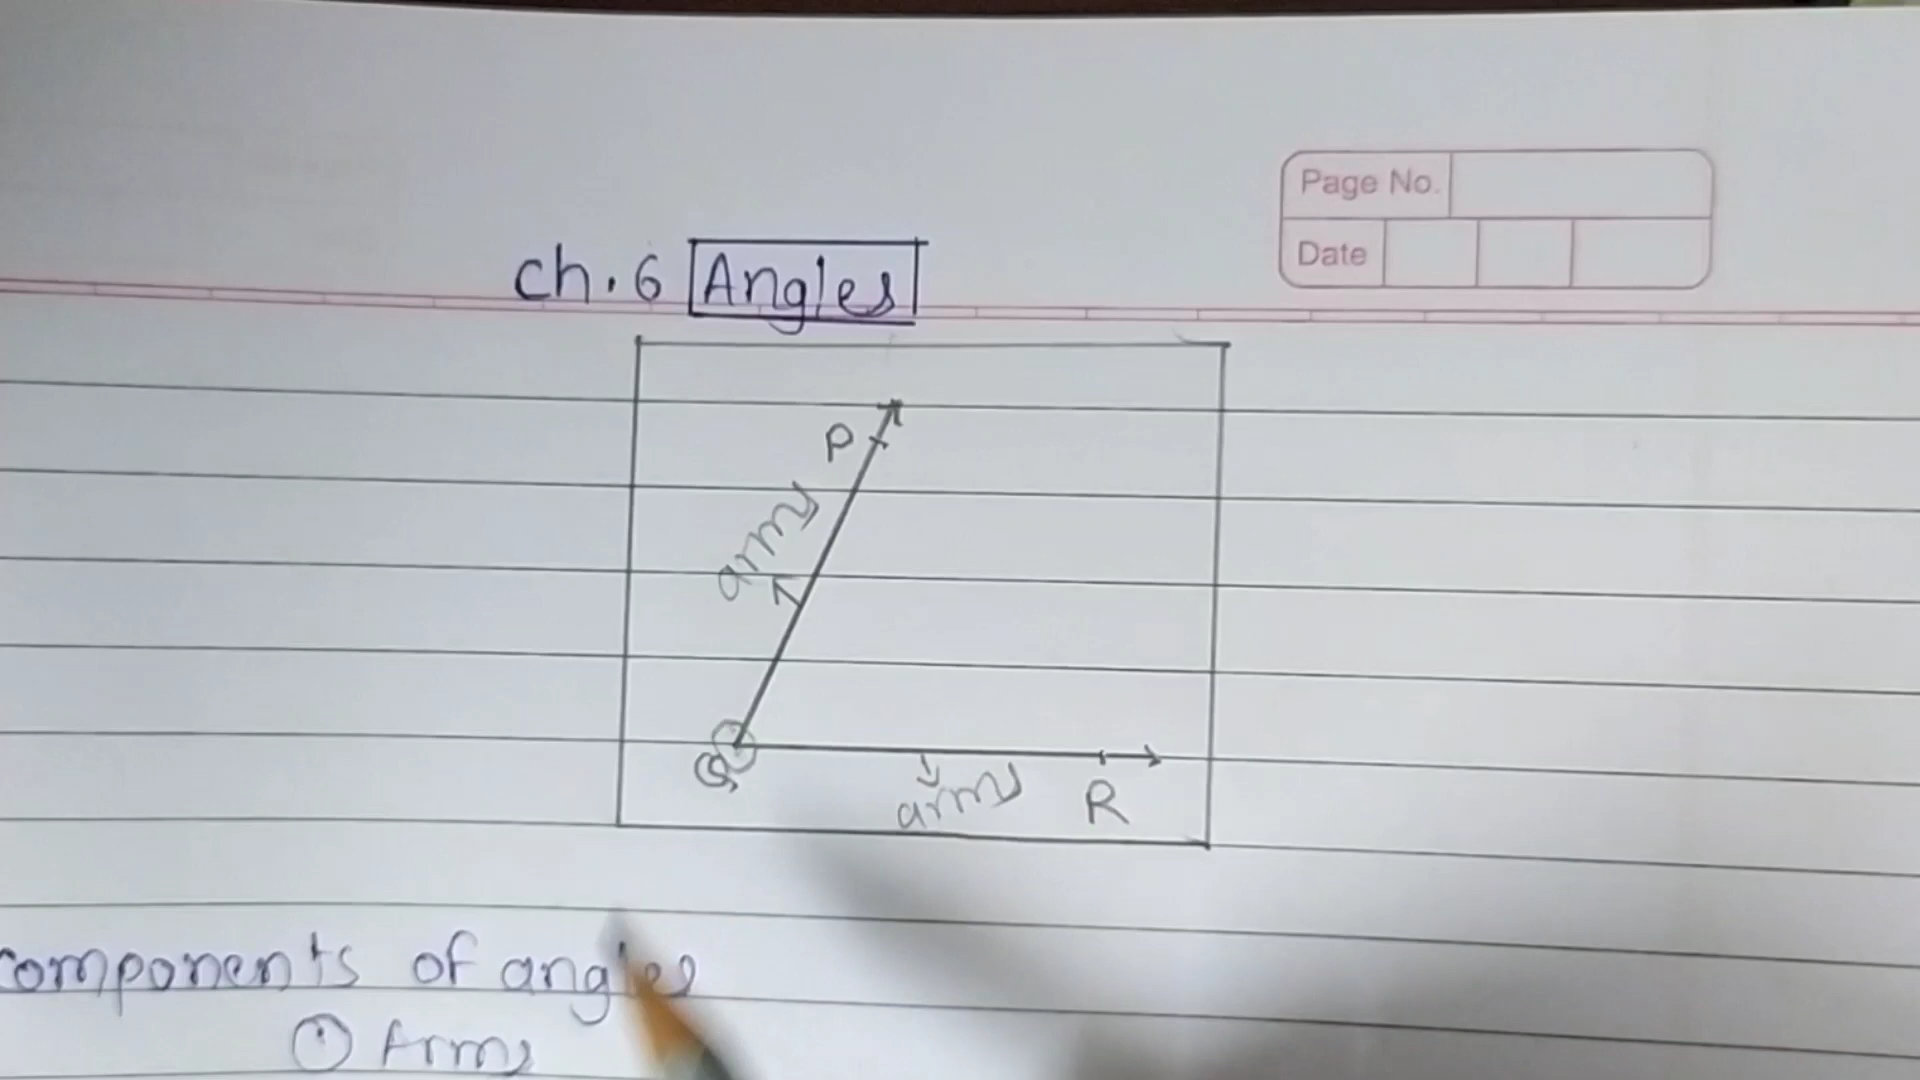 Page No.
Date
Ch. 6 Angles
P
arms
Q
arms
R
components of angles
① Arms